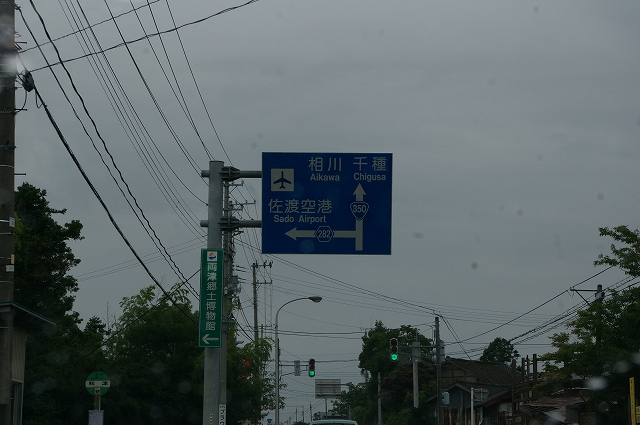 相川 千種
Aikawa Chigusa
佐渡空港
Sado Airport
350
282
両津郷土博物館